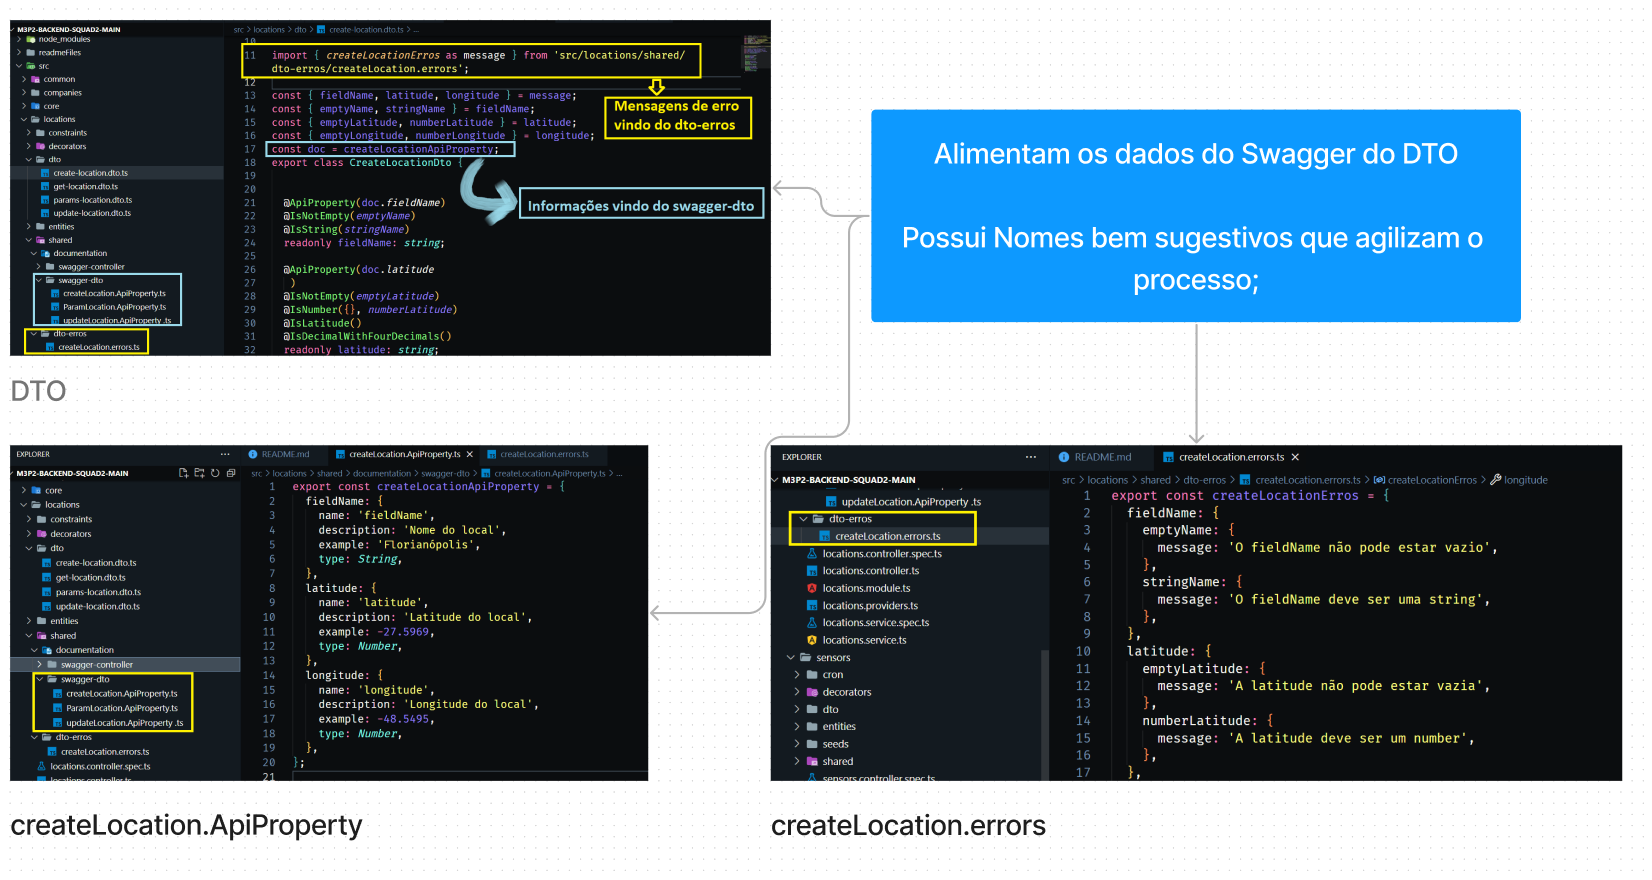 M3P2-BACKEND-SQUAD2-MAIN
node_modules
readmeFiles
src
common
companies
core
locations
constraints
decorators
dto
create-location.dto.ts
get-location.dto.ts
params-location.dto.ts
update-location.dto.ts
entities
shared
documentation
swagger-controller
swagger-dto
createLocation.ApiProperty.ts
ParamLocation.ApiProperty.ts
updateLocation.ApiProperty .ts
dto-erros
createLocation.errors.ts
src > locations > dto > create-location.dto.ts > ...
10
11 import { createLocationErros as message } from 'src/locations/shared/
dto-erros/createLocation.errors';
12
13 const { fieldName, latitude, longitude } = message;
14 const { emptyName, stringName } = fieldName;
15 const { emptyLatitude, numberLatitude } = latitude;
16 const { emptyLongitude, numberLongitude } = longitude;
17 const doc = createLocationApiProperty;
18 export class CreateLocationDto {
19
20
21 @ApiProperty(doc.fieldName)
22 @IsNotEmpty(emptyName)
23 @IsString(stringName)
24 readonly fieldName: string;
25
26 @ApiProperty(doc.latitude
27 )
28 @IsNotEmpty(emptyLatitude)
29 @IsNumber({}, numberLatitude)
30 @IsLatitude()
31 @IsDecimalWithFourDecimals()
32 readonly latitude: string;
Mensagens de erro
vindo do dto-erros
Informações vindo do swagger-dto
DTO
Alimentam os dados do Swagger do DTO
Possui Nomes bem sugestivos que agilizam o
processo;
EXPLORER ...
M3P2-BACKEND-SQUAD2-MAIN
core
locations
constraints
decorators
dto
create-location.dto.ts
get-location.dto.ts
params-location.dto.ts
update-location.dto.ts
entities
shared
documentation
swagger-controller
swagger-dto
createLocation.ApiProperty.ts
ParamLocation.ApiProperty.ts
updateLocation.ApiProperty .ts
dto-erros
createLocation.errors.ts
locations.controller.spec.ts
locations.controller.ts
README.md createLocation.ApiProperty.ts × createLocation.errors.ts
src > locations > shared > documentation > swagger-dto > createLocation.ApiProperty.ts > ...
1 export const createLocationApiProperty = {
2 fieldName: {
3 name: 'fieldName',
4 description: 'Nome do local',
5 example: 'Florianópolis',
6 type: String,
7 },
8 latitude: {
9 name: 'latitude',
10 description: 'Latitude do local',
11 example: -27.5969,
12 type: Number,
13 },
14 longitude: {
15 name: 'longitude',
16 description: 'Longitude do local',
17 example: -48.5495,
18 type: Number,
19 },
20 };
21
createLocation.ApiProperty
EXPLORER ...
M3P2-BACKEND-SQUAD2-MAIN
updateLocation.ApiProperty .ts
dto-erros
createLocation.errors.ts
locations.controller.spec.ts
locations.controller.ts
locations.module.ts
locations.providers.ts
locations.service.spec.ts
locations.service.ts
sensors
cron
decorators
dto
entities
seeds
shared
sensors.controller.spec.ts
README.md createLocation.errors.ts ×
src > locations > shared > dto-erros > createLocation.errors.ts > createLocationErros > longitude
1 export const createLocationErros = {
2 fieldName: {
3 emptyName: {
4 message: 'O fieldName não pode estar vazio',
5 },
6 stringName: {
7 message: 'O fieldName deve ser uma string',
8 },
9 },
10 latitude: {
11 emptyLatitude: {
12 message: 'A latitude não pode estar vazia',
13 },
14 numberLatitude: {
15 message: 'A latitude deve ser um number',
16 },
17 },
createLocation.errors